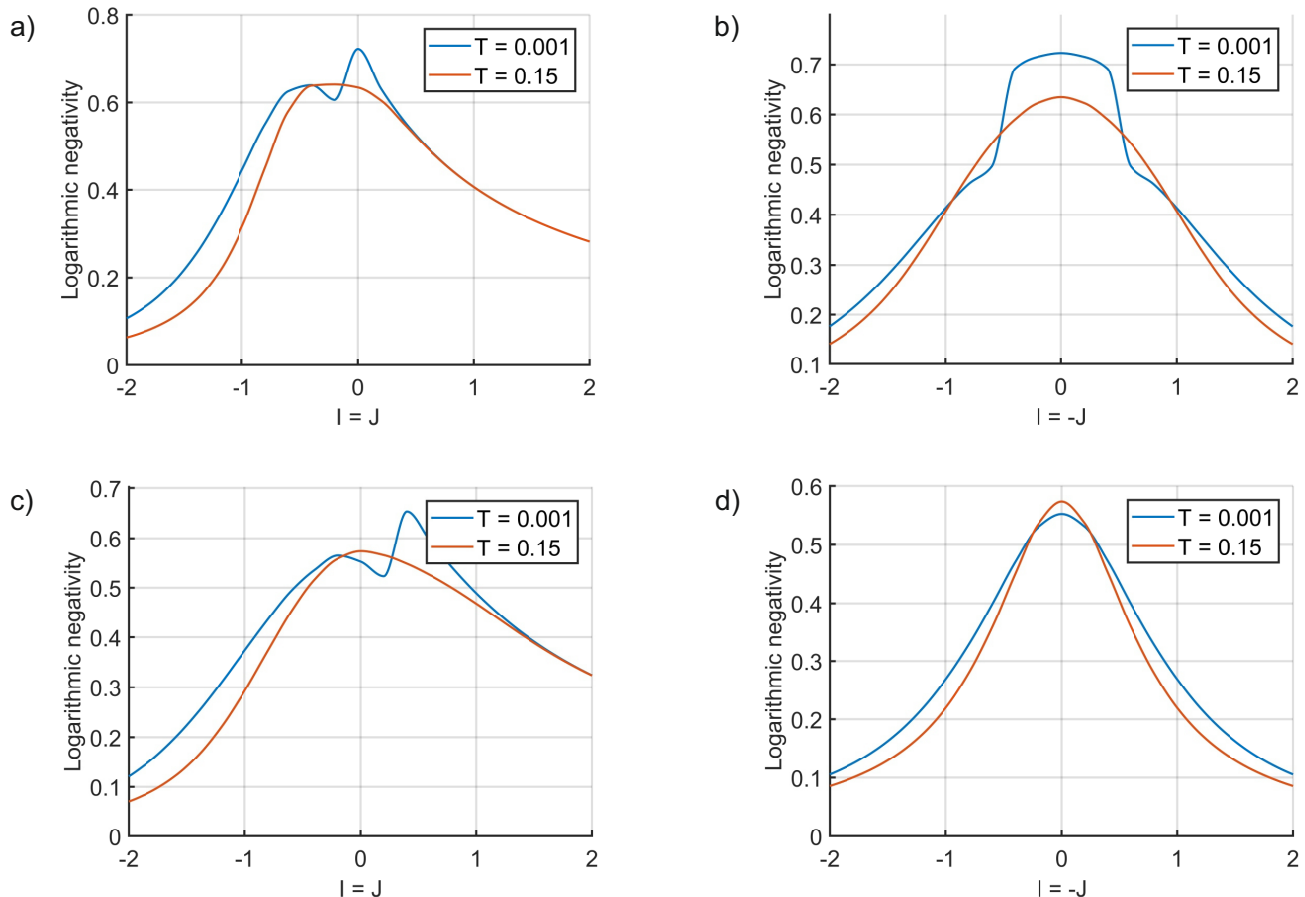 a)
Logarithmic negativity
0.8
0.6
0.4
0.2
0
-2 -1 0 1 2
I = J
T = 0.001
T = 0.15
b)
Logarithmic negativity
0.7
0.6
0.5
0.4
0.3
0.2
0.1
-2 -1 0 1 2
I = -J
T = 0.001
T = 0.15
c)
Logarithmic negativity
0.7
0.6
0.5
0.4
0.3
0.2
0.1
0
-2 -1 0 1 2
I = J
T = 0.001
T = 0.15
d)
Logarithmic negativity
0.6
0.5
0.4
0.3
0.2
0.1
0
-2 -1 0 1 2
I = -J
T = 0.001
T = 0.15